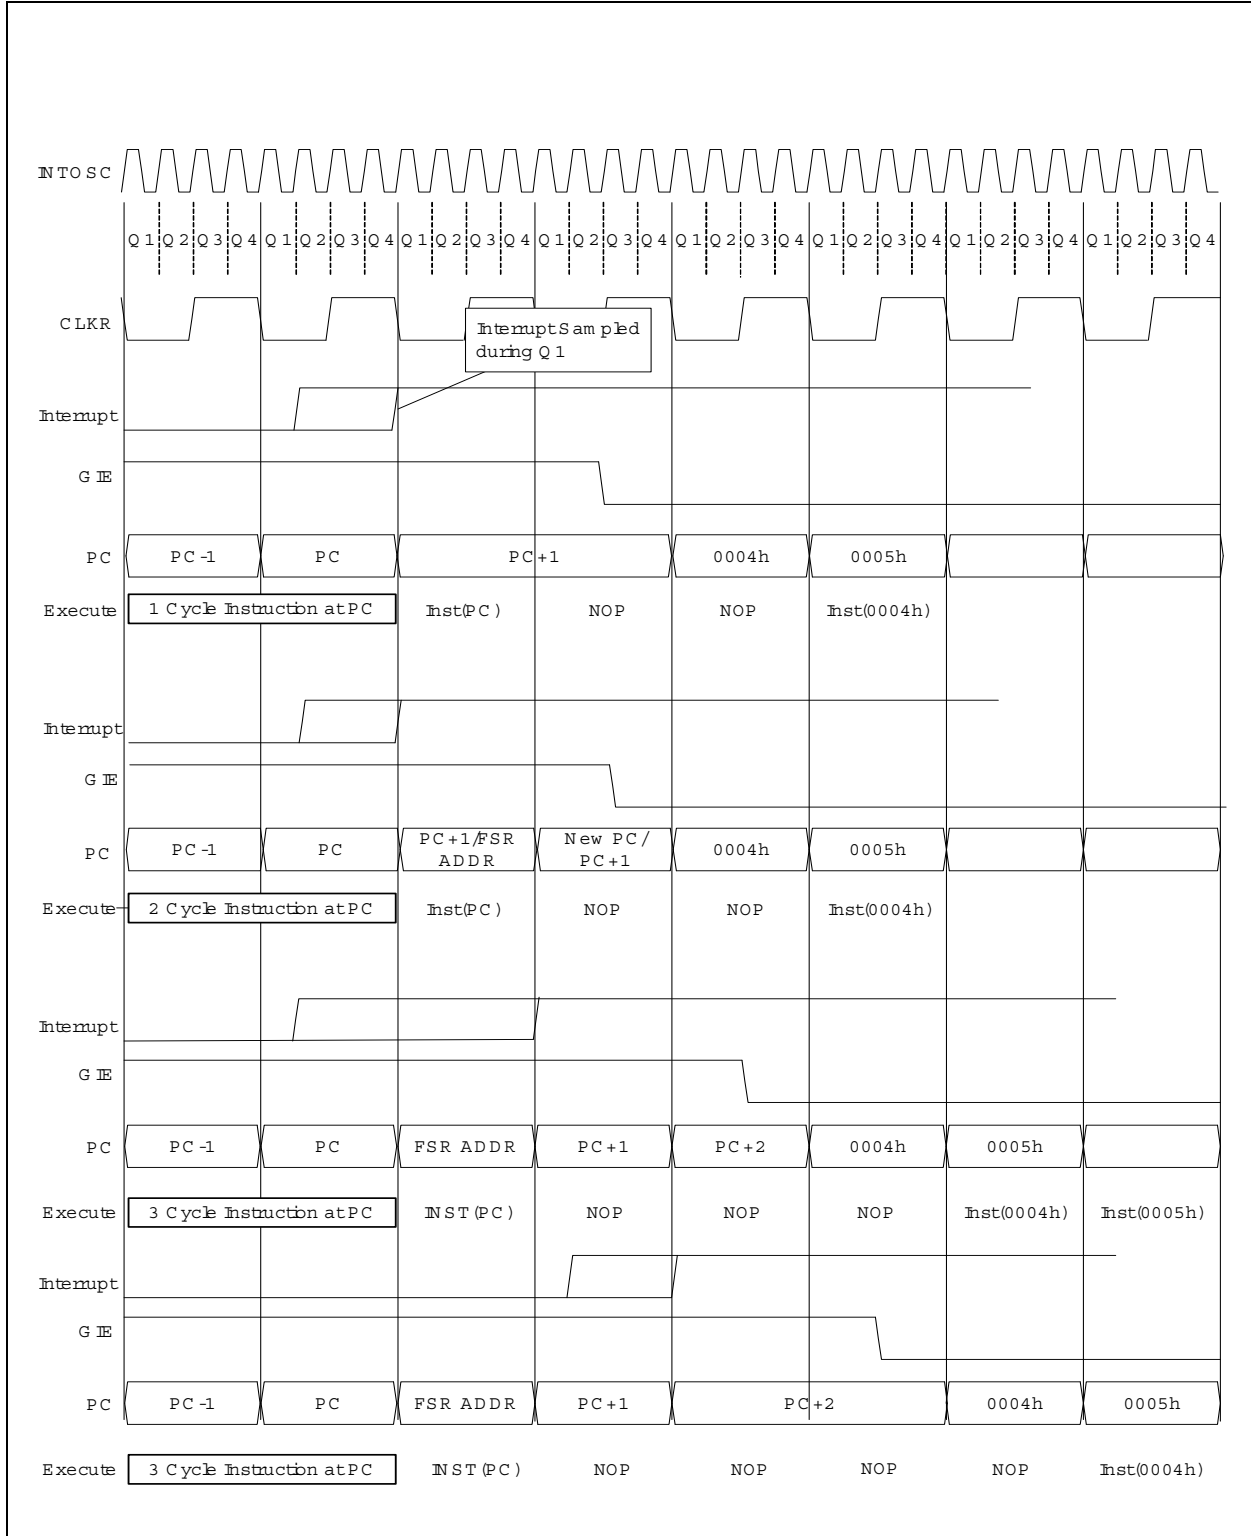 INTOSC
Q1 Q2 Q3 Q4 Q1 Q2 Q3 Q4 Q1 Q2 Q3 Q4 Q1 Q2 Q3 Q4 Q1 Q2 Q3 Q4 Q1 Q2 Q3 Q4 Q1 Q2 Q3 Q4 Q1 Q2 Q3 Q4
CLKR
Interrupt Sampled
during Q1
Interrupt
GIE
PC PC-1 PC PC+1 0004h 0005h
Execute 1 Cycle Instruction at PC Inst(PC) NOP NOP Inst(0004h)
Interrupt
GIE
PC PC-1 PC PC+1/FSR ADDR New PC/ PC+1 0004h 0005h
Execute 2 Cycle Instruction at PC Inst(PC) NOP NOP Inst(0004h)
Interrupt
GIE
PC PC-1 PC FSR ADDR PC+1 PC+2 0004h 0005h
Execute 3 Cycle Instruction at PC INST(PC) NOP NOP NOP Inst(0004h) Inst(0005h)
Interrupt
GIE
PC PC-1 PC FSR ADDR PC+1 PC+2 0004h 0005h
Execute 3 Cycle Instruction at PC INST(PC) NOP NOP NOP NOP Inst(0004h)